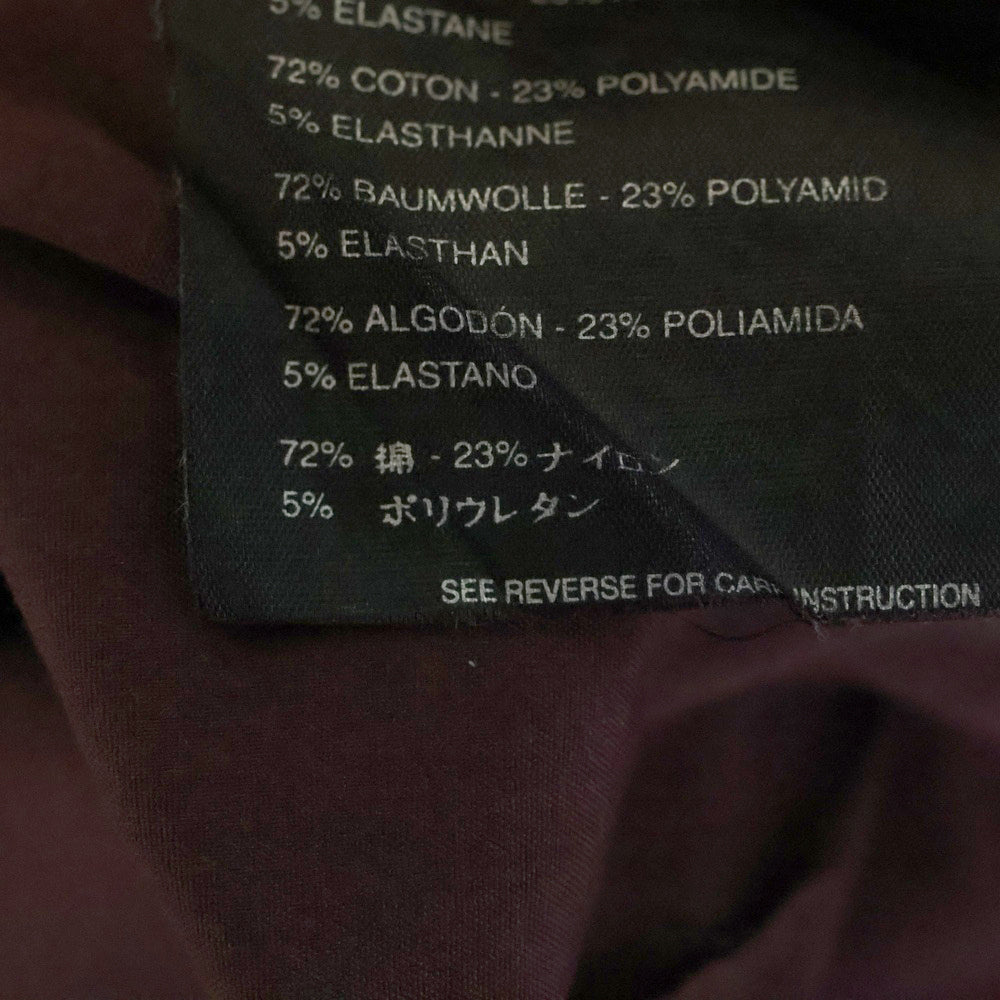 5% ELASTANE
72% COTON - 23% POLYAMIDE
5% ELASTHANNE
72% BAUMWOLLE - 23% POLYAMID
5% ELASTHAN
72% ALGODÓN - 23% POLIAMIDA
5% ELASTANO
72% 綿 - 23% ナイロン
5% ポリウレタン
SEE REVERSE FOR CARE INSTRUCTION